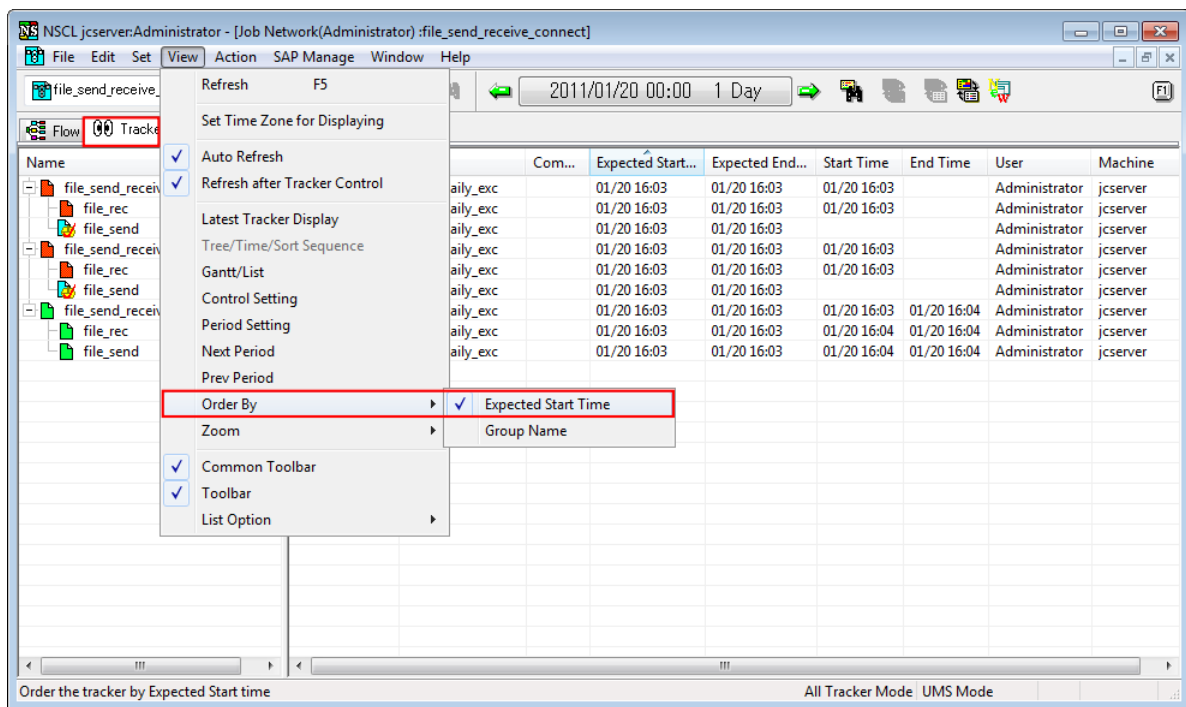 NSCL jcserver:Administrator - [Job Network(Administrator) :file_send_receive_connect]
File Edit Set View Action SAP Manage Window Help
file_send_receive_ 2011/01/20 00:00 1 Day F1
Flow Tracke
Name Com... Expected Start... Expected End... Start Time End Time User Machine
file_send_receiv aily_exc 01/20 16:03 01/20 16:03 01/20 16:03 Administrator jcserver
file_rec aily_exc 01/20 16:03 01/20 16:03 01/20 16:03 Administrator jcserver
file_send aily_exc 01/20 16:03 01/20 16:03 Administrator jcserver
file_send_receiv aily_exc 01/20 16:03 01/20 16:03 01/20 16:03 Administrator jcserver
file_rec aily_exc 01/20 16:03 01/20 16:03 01/20 16:03 Administrator jcserver
file_send aily_exc 01/20 16:03 01/20 16:03 Administrator jcserver
file_send_receiv aily_exc 01/20 16:03 01/20 16:03 01/20 16:03 01/20 16:04 Administrator jcserver
file_rec aily_exc 01/20 16:03 01/20 16:03 01/20 16:04 01/20 16:04 Administrator jcserver
file_send aily_exc 01/20 16:03 01/20 16:03 01/20 16:04 01/20 16:04 Administrator jcserver
Refresh F5
Set Time Zone for Displaying
Auto Refresh
Refresh after Tracker Control
Latest Tracker Display
Tree/Time/Sort Sequence
Gantt/List
Control Setting
Period Setting
Next Period
Prev Period
Order By
Zoom
Common Toolbar
Toolbar
List Option
Expected Start Time
Group Name
Order the tracker by Expected Start time All Tracker Mode UMS Mode